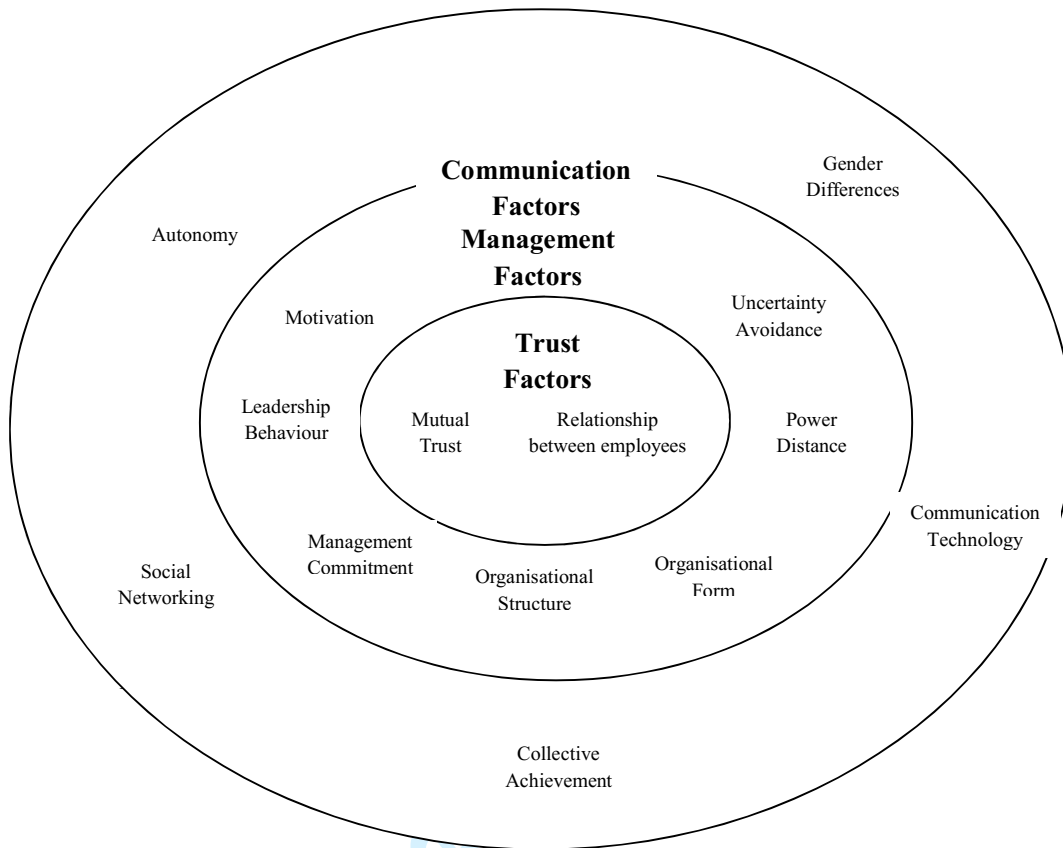 Communication
Factors
Management
Factors
Trust
Factors
Gender
Differences
Autonomy
Motivation
Uncertainty
Avoidance
Leadership
Behaviour
Mutual
Trust
Relationship
between employees
Power
Distance
Communication
Technology
Management
Commitment
Organisational
Structure
Organisational
Form
Social
Networking
Collective
Achievement